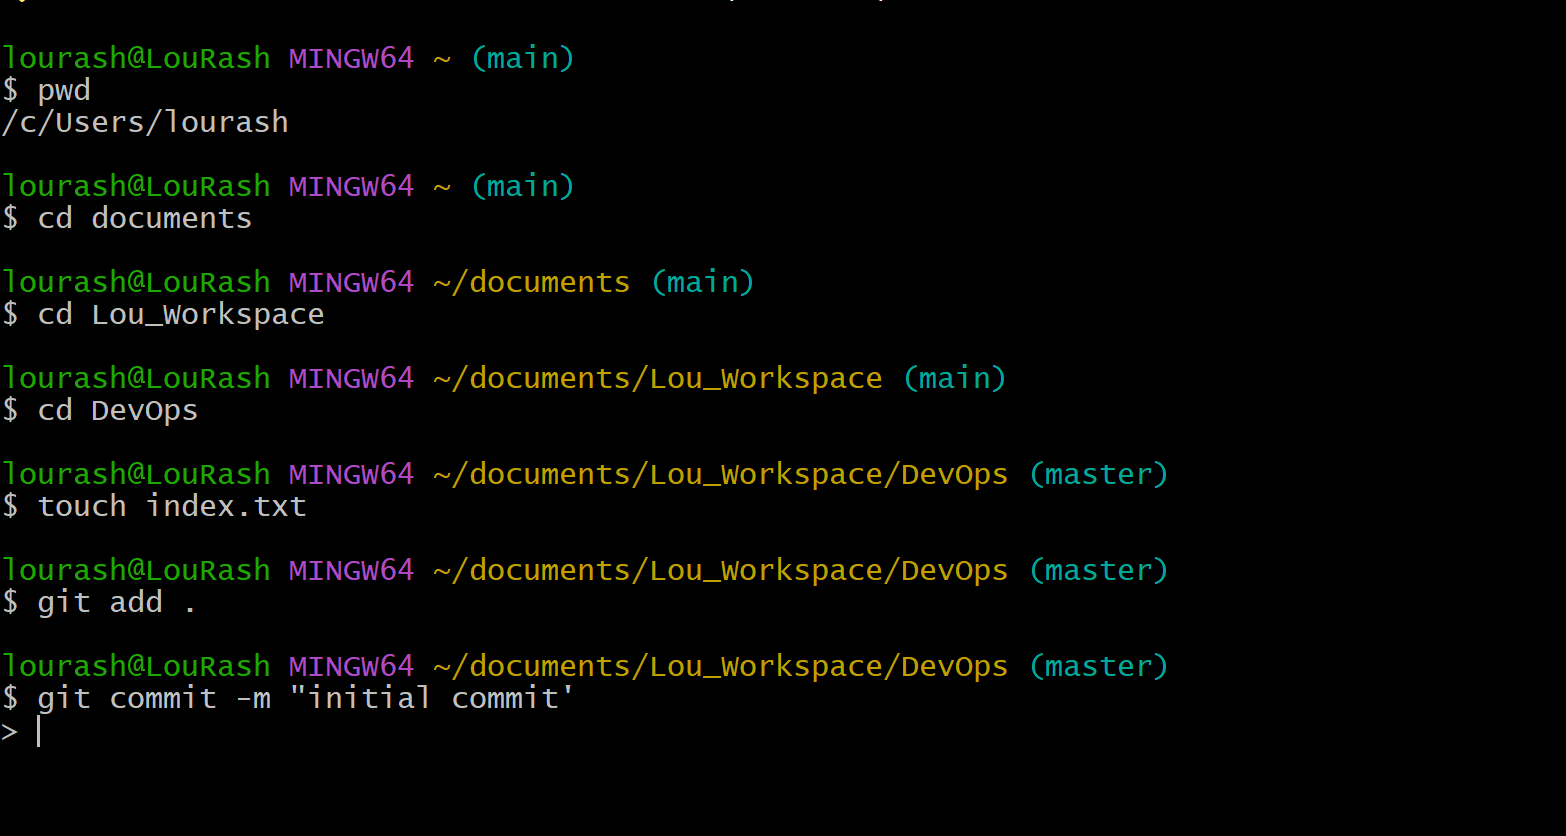 lourash@LouRash MINGW64 ~ (main)
$ pwd
/c/Users/lourash
lourash@LouRash MINGW64 ~ (main)
$ cd documents
lourash@LouRash MINGW64 ~/documents (main)
$ cd Lou_Workspace
lourash@LouRash MINGW64 ~/documents/Lou_Workspace (main)
$ cd DevOps
lourash@LouRash MINGW64 ~/documents/Lou_Workspace/DevOps (master)
$ touch index.txt
lourash@LouRash MINGW64 ~/documents/Lou_Workspace/DevOps (master)
$ git add .
lourash@LouRash MINGW64 ~/documents/Lou_Workspace/DevOps (master)
$ git commit -m "initial commit'
>